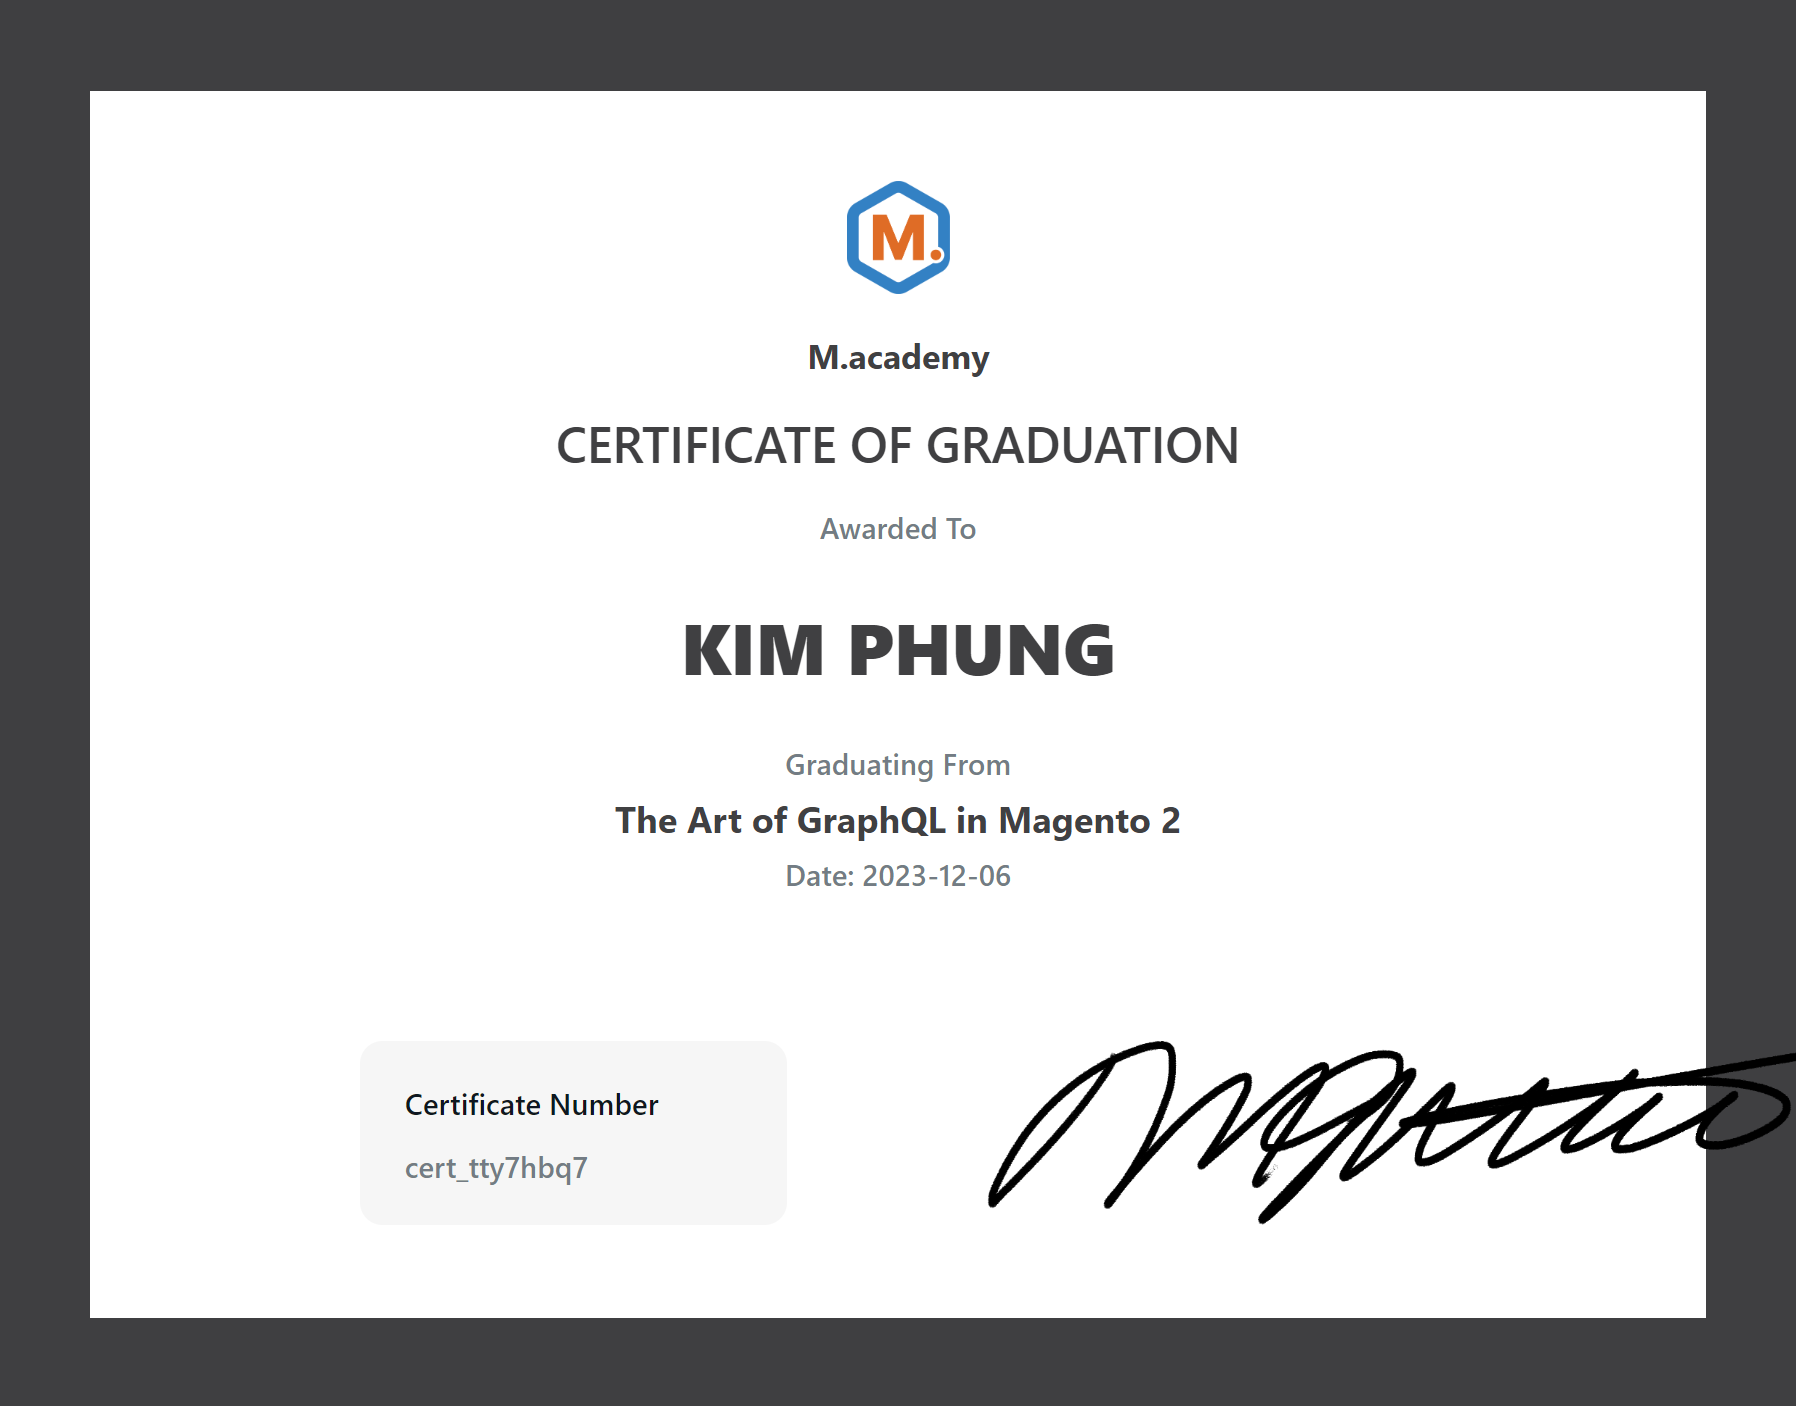 M.
M.academy
CERTIFICATE OF GRADUATION
Awarded To
KIM PHUNG
Graduating From
The Art of GraphQL in Magento 2
Date: 2023-12-06
Certificate Number
cert_tty7hbq7